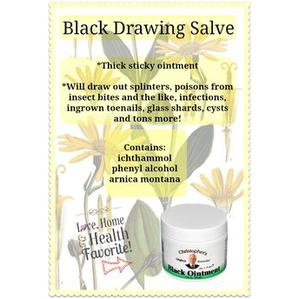 Black Drawing Salve
*Thick sticky ointment
*Will draw out splinters, poisons from
insect bites and the like, infections,
ingrown toenails, glass shards, cysts
and tons more!
Contains:
ichthammol
phenyl alcohol
arnica montana
Love, Home
& Health
Favorite!
Christopher's
Original
Black Ointment